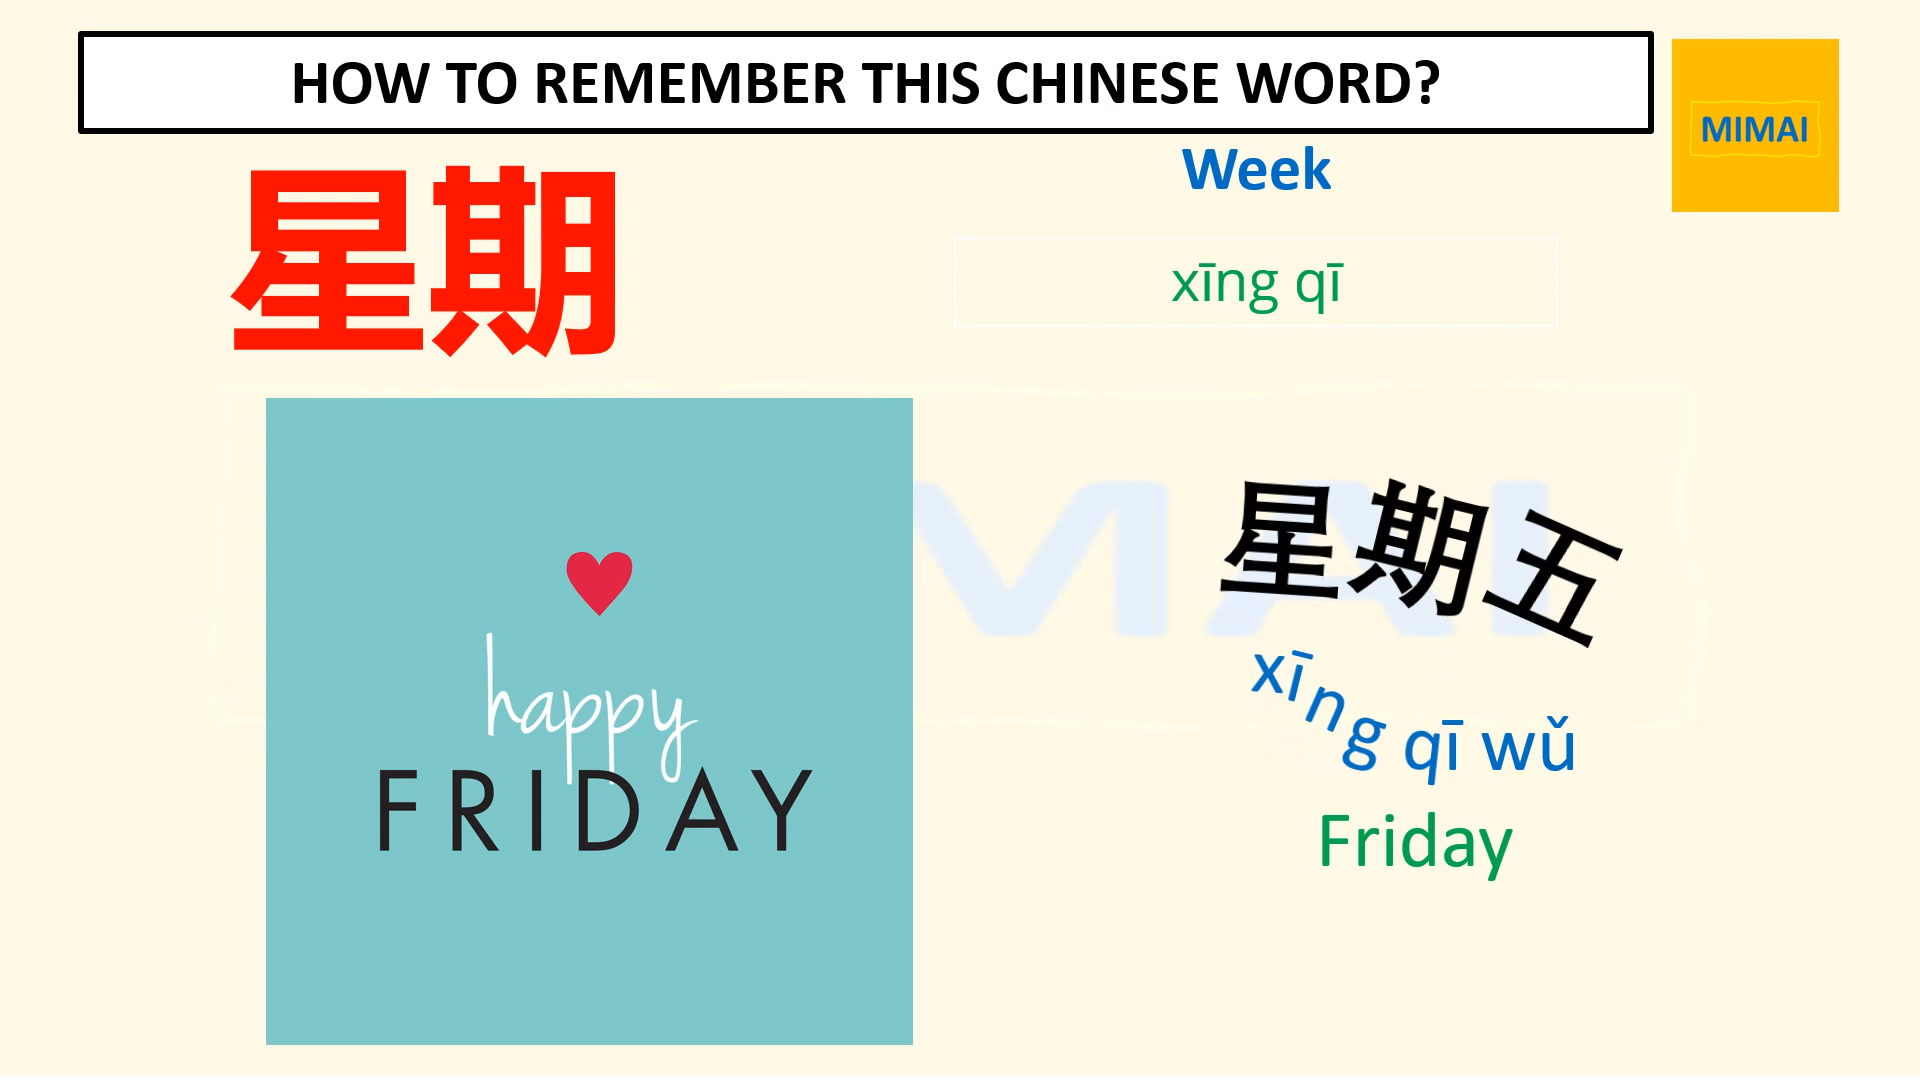 HOW TO REMEMBER THIS CHINESE WORD?
MIMAI
星期
Week
xīng qī
happy
FRIDAY
星期五
xīng qī wǔ
Friday
MAI